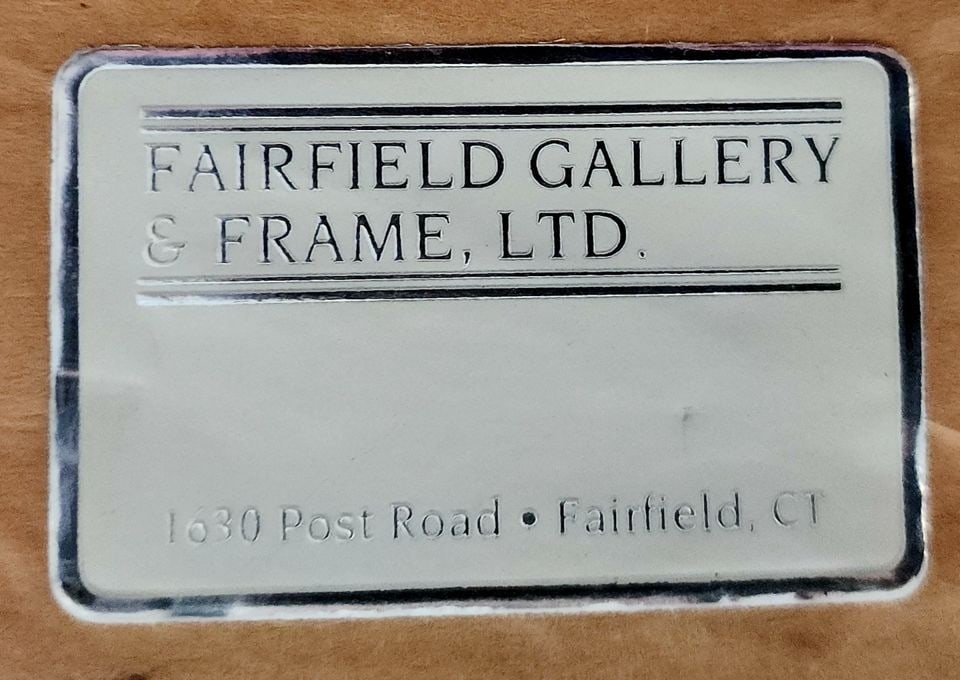 FAIRFIELD GALLERY
& FRAME, LTD.
1630 Post Road • Fairfield, CT